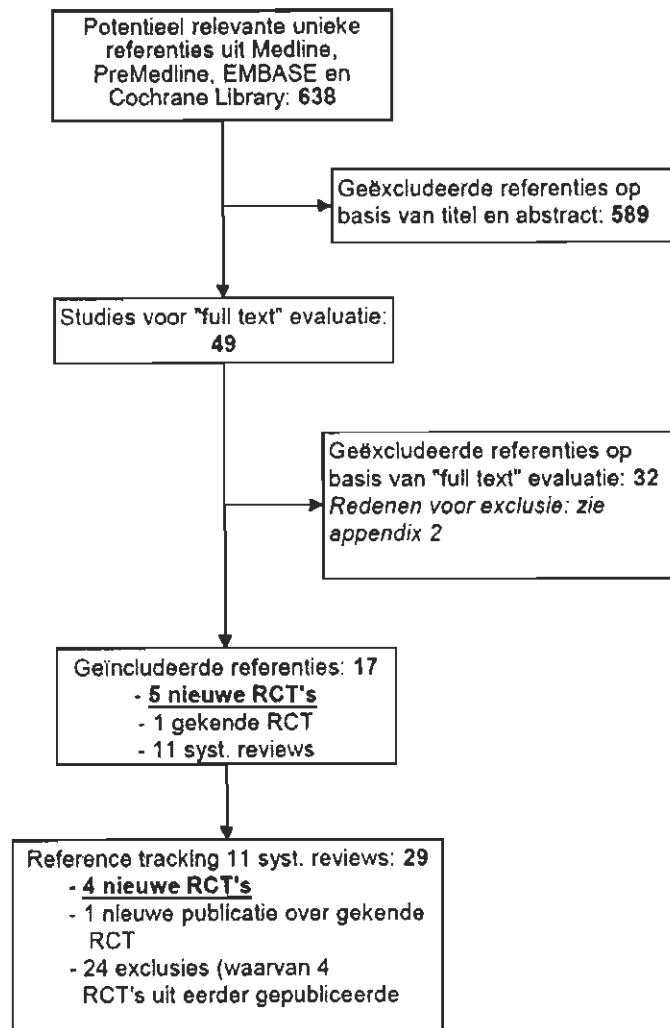 Potentieel relevante unieke
referenties uit Medline,
PreMedline, EMBASE en
Cochrane Library: 638
Geëxcludeerde referenties op
basis van titel en abstract: 589
Studies voor "full text" evaluatie:
49
Geëxcludeerde referenties op
basis van "full text" evaluatie: 32
Redenen voor exclusie: zie
appendix 2
Geïncludeerde referenties: 17
- 5 nieuwe RCT's
- 1 gekende RCT
- 11 syst. reviews
Reference tracking 11 syst. reviews: 29
- 4 nieuwe RCT's
- 1 nieuwe publicatie over gekende
RCT
- 24 exclusies (waarvan 4
RCT's uit eerder gepubliceerde